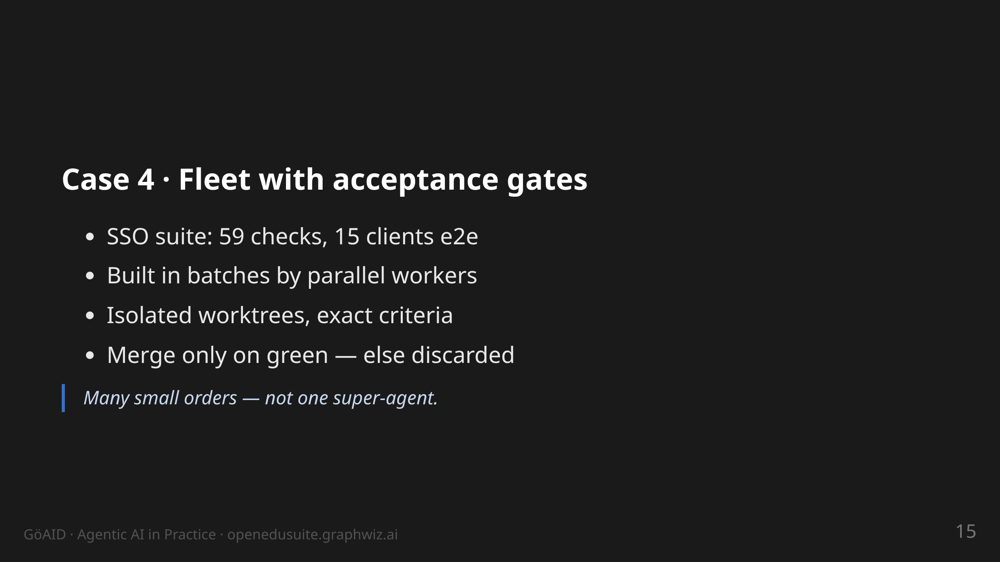 Case 4 · Fleet with acceptance gates
• SSO suite: 59 checks, 15 clients e2e
• Built in batches by parallel workers
• Isolated worktrees, exact criteria
• Merge only on green — else discarded
Many small orders — not one super-agent.
GöAID · Agentic AI in Practice · openedusuite.graphwiz.ai
15